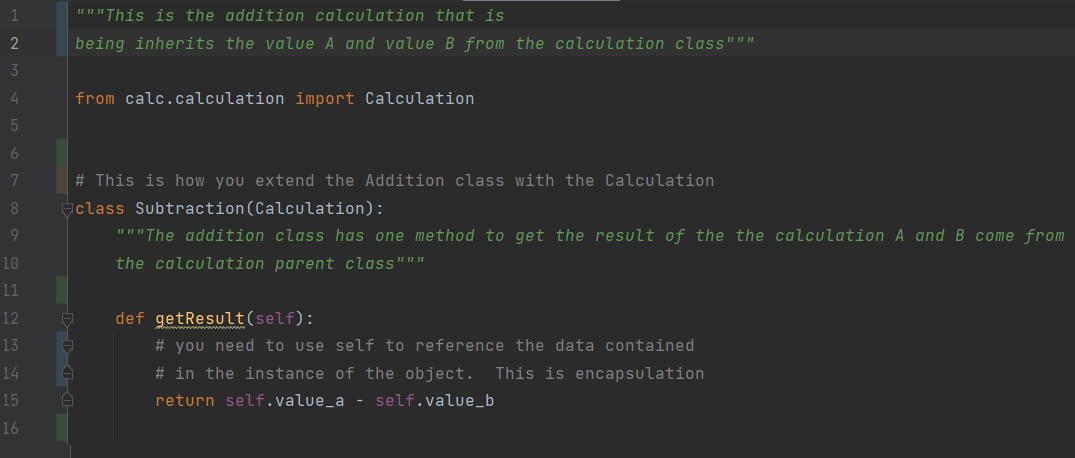 1 """This is the addition calculation that is
2 being inherits the value A and value B from the calculation class"""
3
4 from calc.calculation import Calculation
5
6
7 # This is how you extend the Addition class with the Calculation
8 class Subtraction(Calculation):
9     """The addition class has one method to get the result of the the calculation A and B come from
10     the calculation parent class"""
11
12     def getResult(self):
13         # you need to use self to reference the data contained
14         # in the instance of the object.  This is encapsulation
15         return self.value_a - self.value_b
16